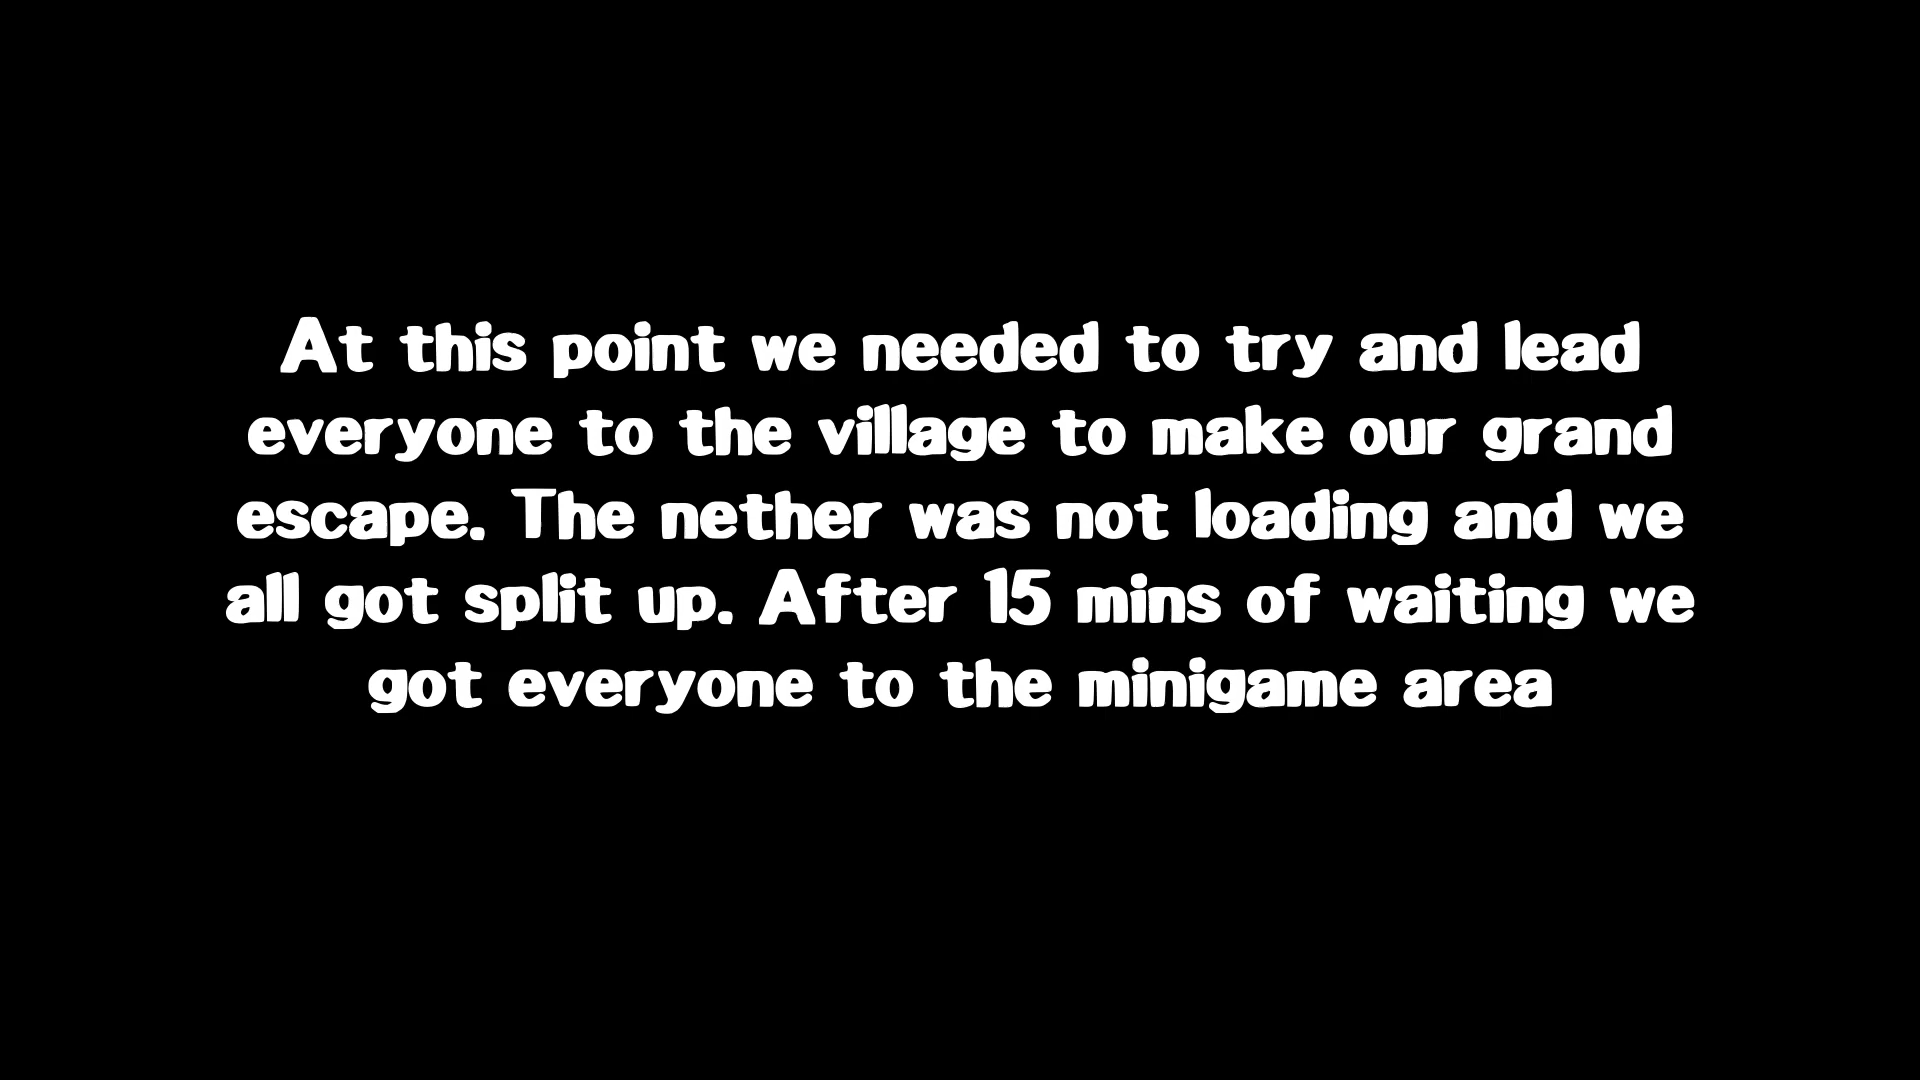 At this point we needed to try and lead
everyone to the village to make our grand
escape. The nether was not loading and we
all got split up. After 15 mins of waiting we
got everyone to the minigame area